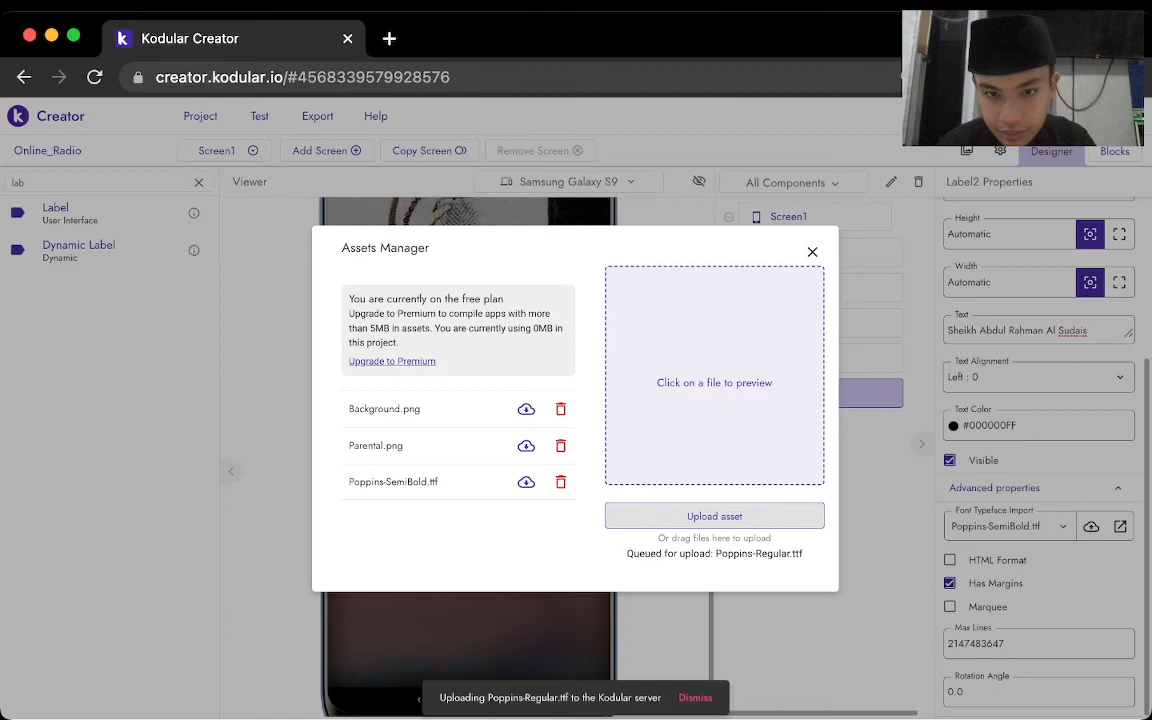 Kodular Creator
creator.kodular.io/#4568339579928576
Creator
Project
Test
Export
Help
Online_Radio
Screen1
Add Screen
Copy Screen
Remove Screen
Designer
Blocks
lab
Viewer
Samsung Galaxy S9
All Components
Label2 Properties
Label
User Interface
Dynamic Label
Dynamic
Screen1
Assets Manager
You are currently on the free plan
Upgrade to Premium to compile apps with more
than 5MB in assets. You are currently using 0MB in
this project.
Upgrade to Premium
Background.png
Parental.png
Poppins-SemiBold.ttf
Click on a file to preview
Upload asset
Or drag files here to upload
Queued for upload: Poppins-Regular.ttf
Height
Automatic
Width
Automatic
Text
Sheikh Abdul Rahman Al Sudais
Text Alignment
Left : 0
Text Color
#000000FF
Visible
Advanced properties
Font Typeface Import
Poppins-SemiBold.ttf
HTML Format
Has Margins
Marquee
Max Lines
2147483647
Rotation Angle
0.0
Uploading Poppins-Regular.ttf to the Kodular server
Dismiss